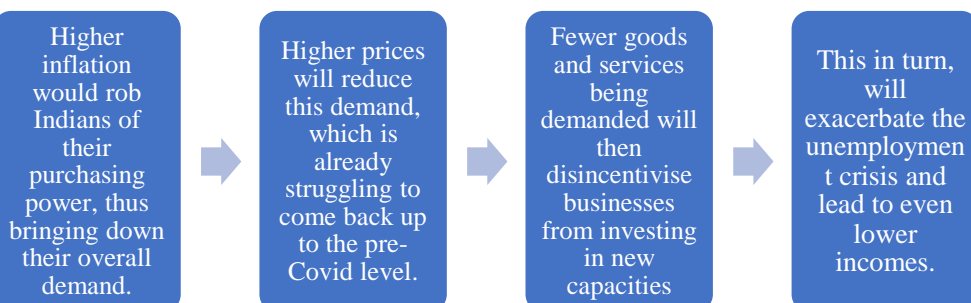 Higher
inflation
would rob
Indians of
their
purchasing
power, thus
bringing down
their overall
demand.
Higher prices
will reduce
this demand,
which is
already
struggling to
come back up
to the pre-
Covid level.
Fewer goods
and services
being
demanded will
then
disincentivise
businesses
from investing
in new
capacities
This in turn,
will
exacerbate the
unemploymen
t crisis and
lead to even
lower
incomes.